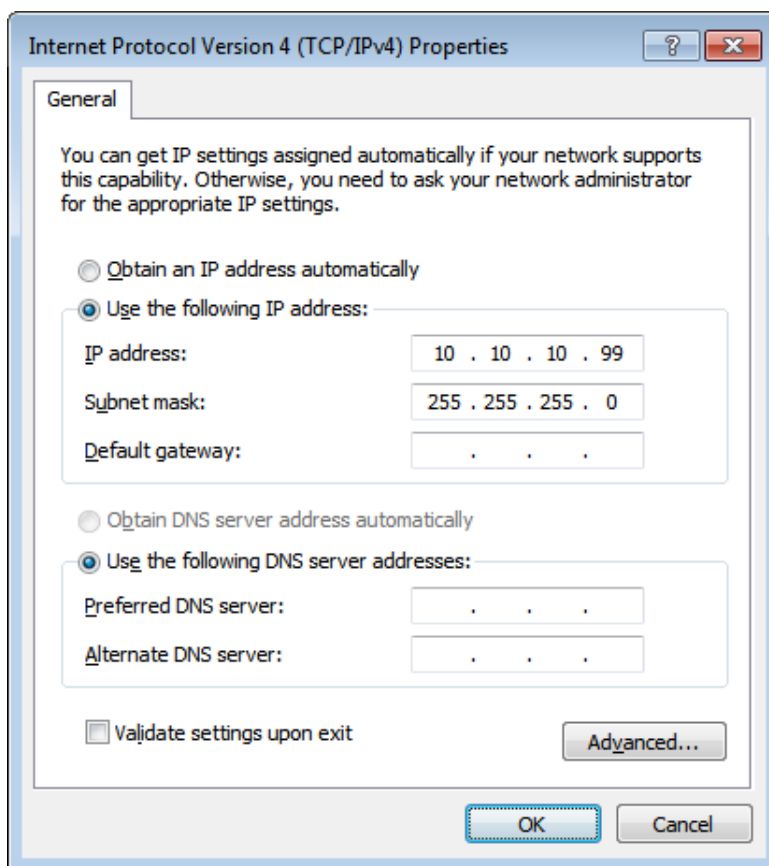 Internet Protocol Version 4 (TCP/IPv4) Properties
General
You can get IP settings assigned automatically if your network supports
this capability. Otherwise, you need to ask your network administrator
for the appropriate IP settings.
Obtain an IP address automatically
Use the following IP address:
IP address: 10 . 10 . 10 . 99
Subnet mask: 255 . 255 . 255 . 0
Default gateway: . . .
Obtain DNS server address automatically
Use the following DNS server addresses:
Preferred DNS server: . . .
Alternate DNS server: . . .
Validate settings upon exit
Advanced...
OK Cancel